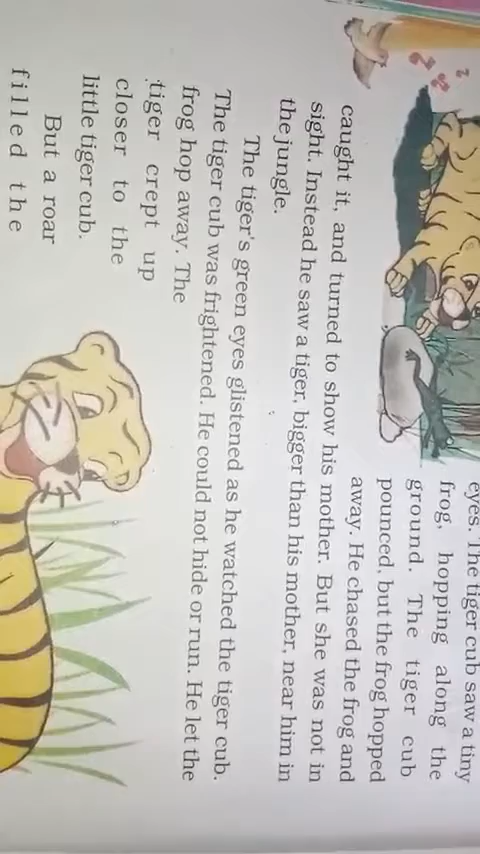 eyes. The tiger cub saw a tiny
frog, hopping along the
ground. The tiger cub
pounced, but the frog hopped
away. He chased the frog and
caught it, and turned to show his mother. But she was not in
sight. Instead he saw a tiger, bigger than his mother, near him in
the jungle.
The tiger's green eyes glistened as he watched the tiger cub.
The tiger cub was frightened. He could not hide or run. He let the
frog hop away. The
tiger crept up
closer to the
little tiger cub.
But a roar
filled the